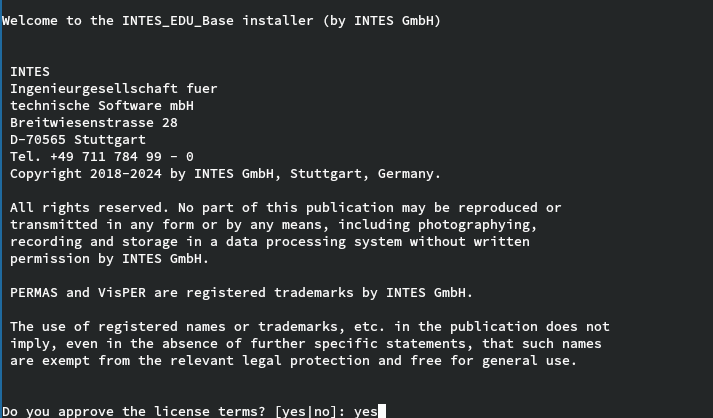 Welcome to the INTES_EDU_Base installer (by INTES GmbH)
INTES
Ingenieurgesellschaft fuer
technische Software mbH
Breitwiesenstrasse 28
D-70565 Stuttgart
Tel. +49 711 784 99 - 0
Copyright 2018-2024 by INTES GmbH, Stuttgart, Germany.
All rights reserved. No part of this publication may be reproduced or
transmitted in any form or by any means, including photographying,
recording and storage in a data processing system without written
permission by INTES GmbH.
PERMAS and VisPER are registered trademarks by INTES GmbH.
The use of registered names or trademarks, etc. in the publication does not
imply, even in the absence of further specific statements, that such names
are exempt from the relevant legal protection and free for general use.
Do you approve the license terms? [yes|no]: yes